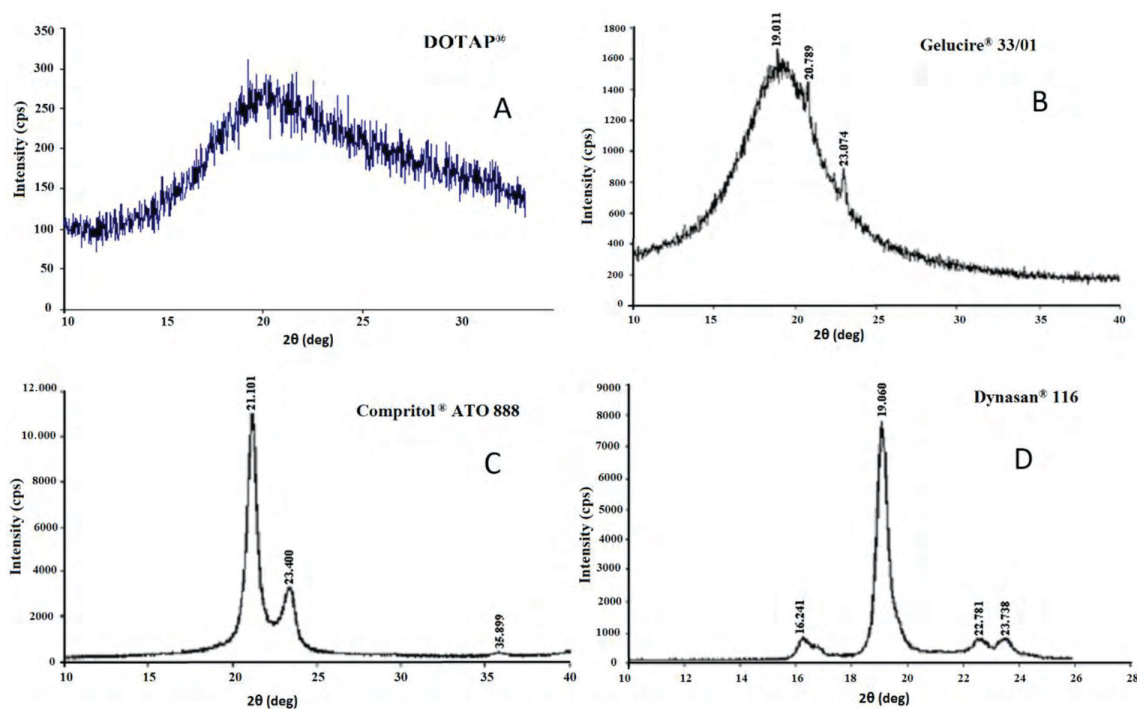 DOTAP®
A
Intensity (cps)
350
300
250
200
150
100
50
0
10 15 20 25 30
2θ (deg)
Gelucire® 33/01
B
Intensity (cps)
1800
1600
1400
1200
1000
800
600
400
200
0
19.011
20.789
23.074
10 15 20 25 30 35 40
2θ (deg)
Compritol® ATO 888
C
Intensity (cps)
12.000
10.000
8000
6000
4000
2000
0
21.101
23.400
35.899
10 15 20 25 30 35 40
2θ (deg)
Dynasan® 116
D
Intensity (cps)
9000
8000
7000
6000
5000
4000
3000
2000
1000
0
16.241
19.060
22.781
23.738
10 12 14 16 18 20 22 24 26 28
2θ (deg)